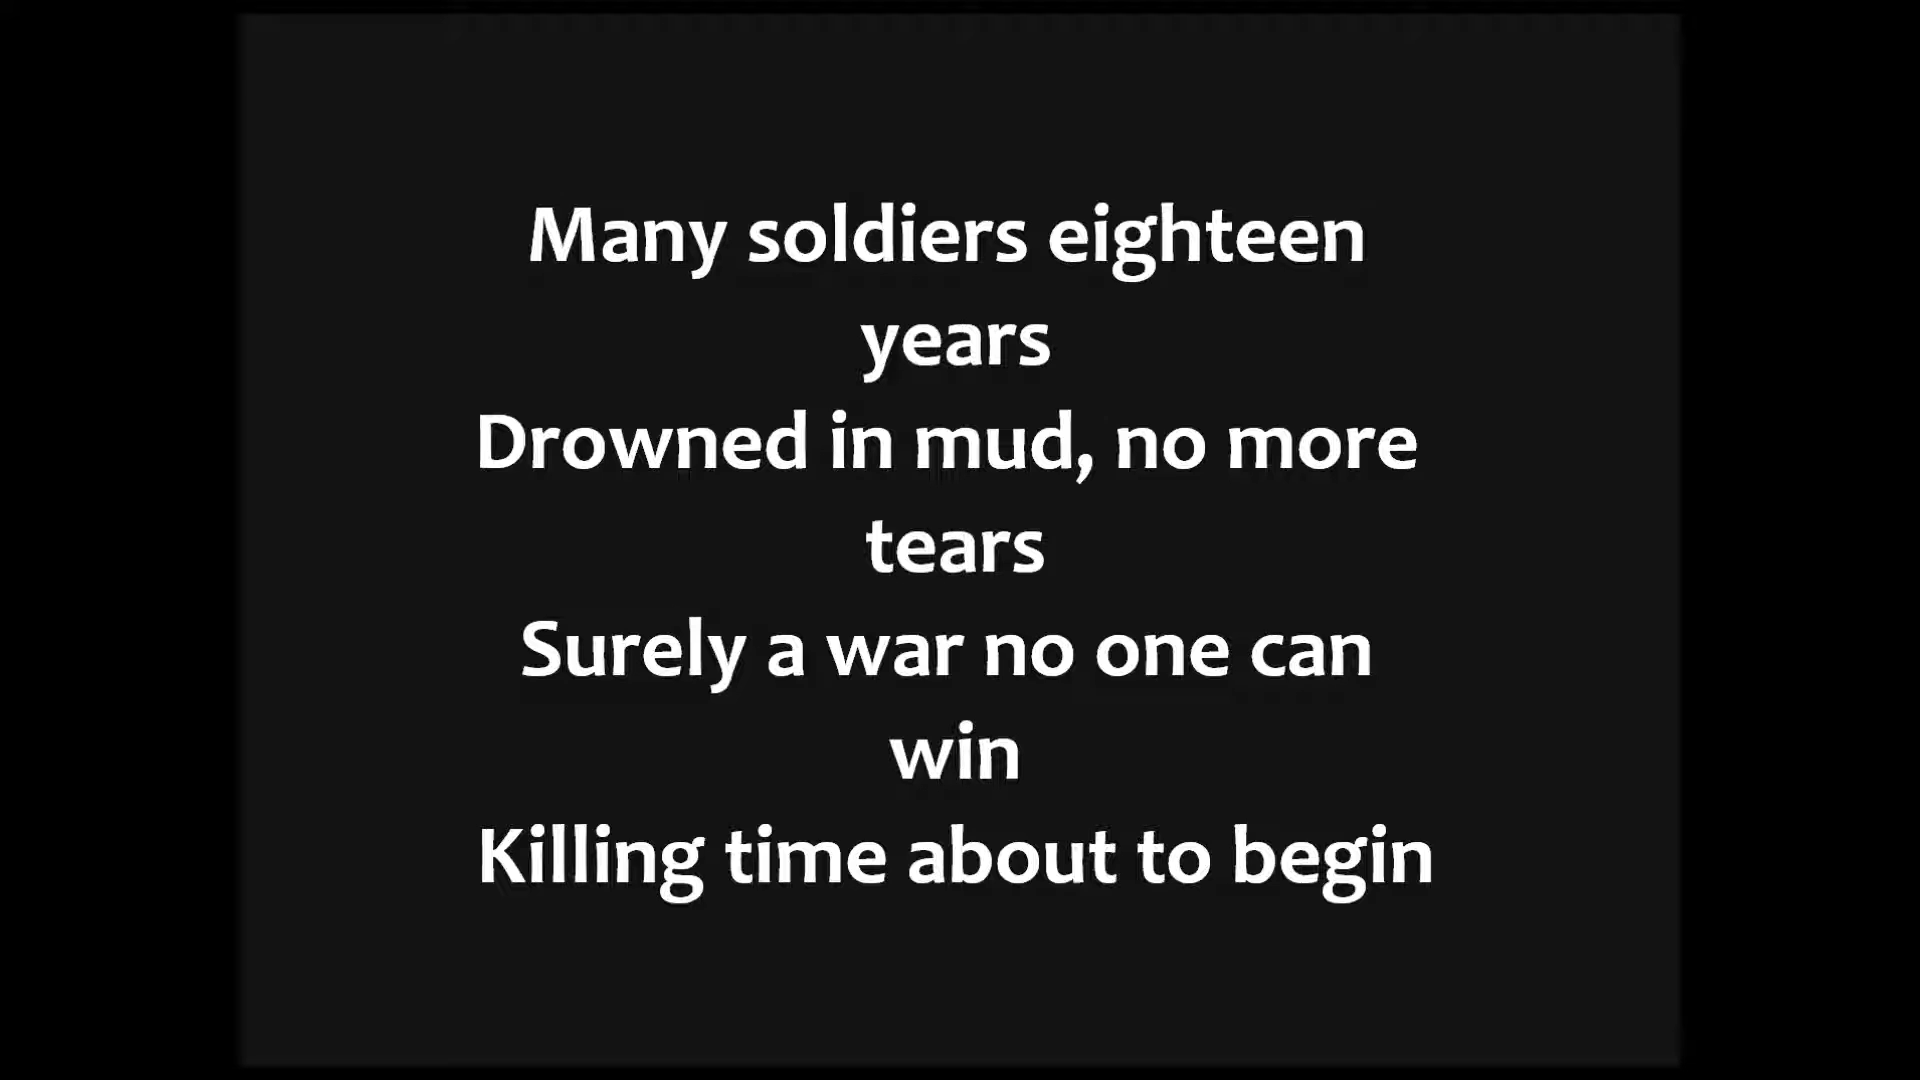 Many soldiers eighteen
years
Drowned in mud, no more
tears
Surely a war no one can
win
Killing time about to begin